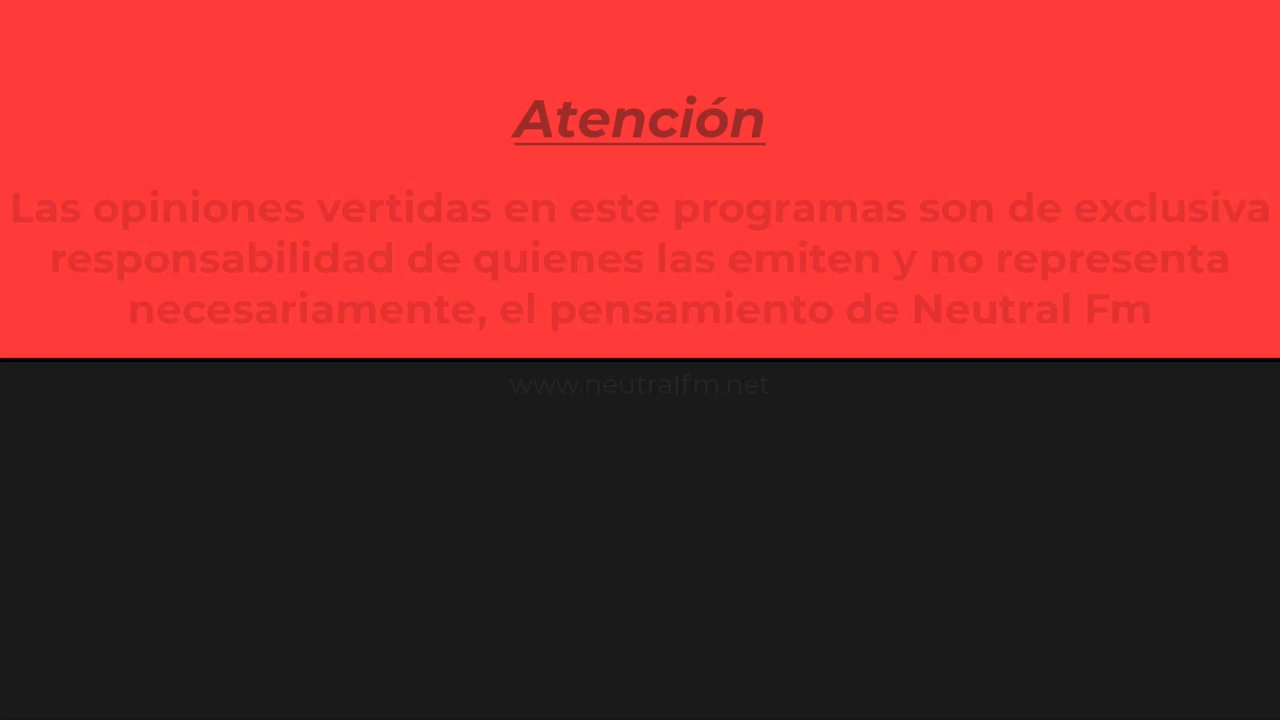 Atención
Las opiniones vertidas en este programas son de exclusiva
responsabilidad de quienes las emiten y no representa
necesariamente, el pensamiento de Neutral Fm
www.neutralfm.net